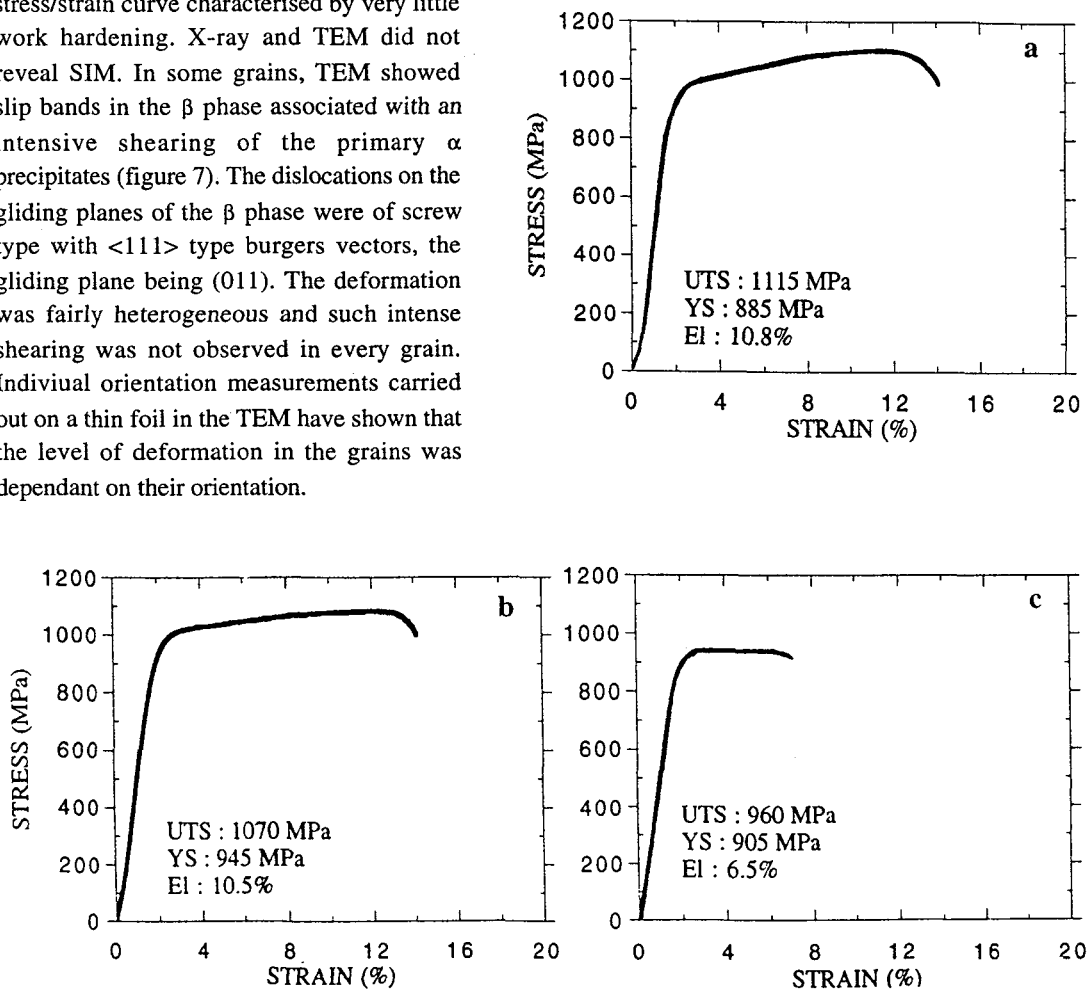 stress/strain curve characterised by very little
work hardening. X-ray and TEM did not
reveal SIM. In some grains, TEM showed
slip bands in the β phase associated with an
intensive shearing of the primary α
precipitates (figure 7). The dislocations on the
gliding planes of the β phase were of screw
type with <111> type burgers vectors, the
gliding plane being (011). The deformation
was fairly heterogeneous and such intense
shearing was not observed in every grain.
Indiviual orientation measurements carried
out on a thin foil in the TEM have shown that
the level of deformation in the grains was
dependant on their orientation.
a
STRESS (MPa)
1200
1000
800
600
400
200
0
UTS : 1115 MPa
YS : 885 MPa
El : 10.8%
0 4 8 12 16 20
STRAIN (%)
b
STRESS (MPa)
1200
1000
800
600
400
200
0
UTS : 1070 MPa
YS : 945 MPa
El : 10.5%
0 4 8 12 16 20
STRAIN (%)
c
1200
1000
800
600
400
200
0
UTS : 960 MPa
YS : 905 MPa
El : 6.5%
0 4 8 12 16 20
STRAIN (%)